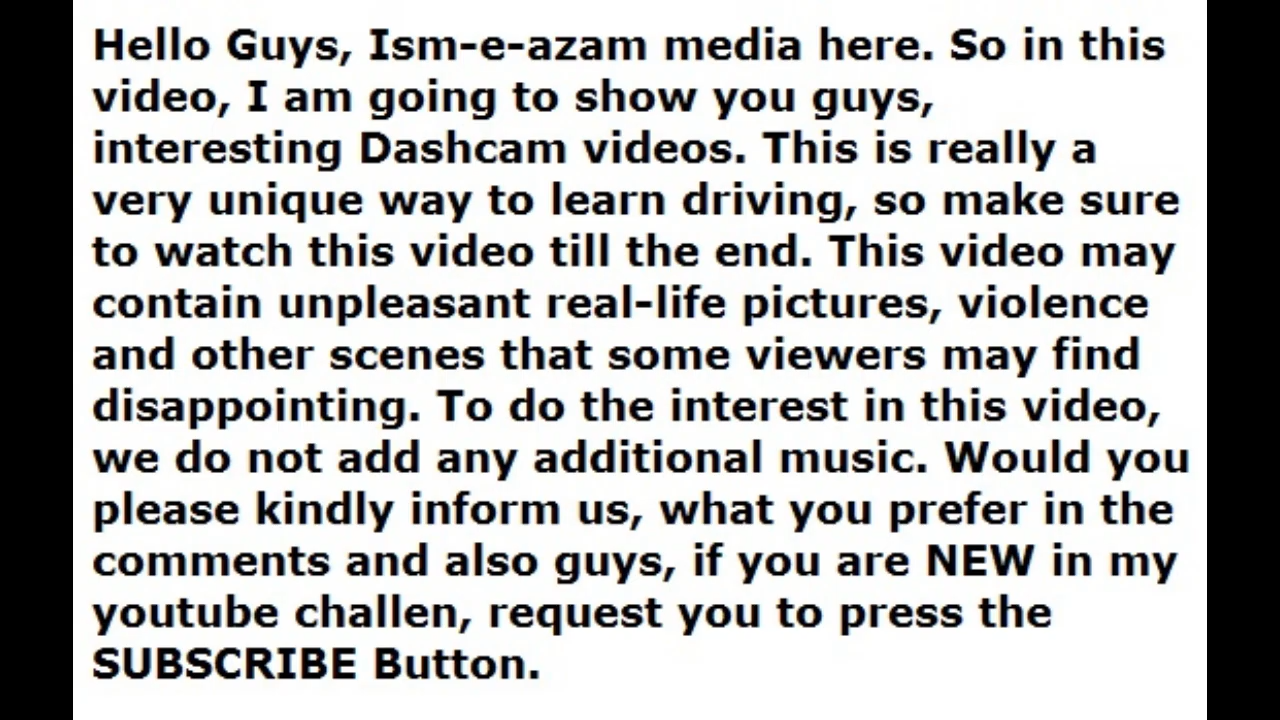 Hello Guys, Ism-e-azam media here. So in this
video, I am going to show you guys,
interesting Dashcam videos. This is really a
very unique way to learn driving, so make sure
to watch this video till the end. This video may
contain unpleasant real-life pictures, violence
and other scenes that some viewers may find
disappointing. To do the interest in this video,
we do not add any additional music. Would you
please kindly inform us, what you prefer in the
comments and also guys, if you are NEW in my
youtube challen, request you to press the
SUBSCRIBE Button.